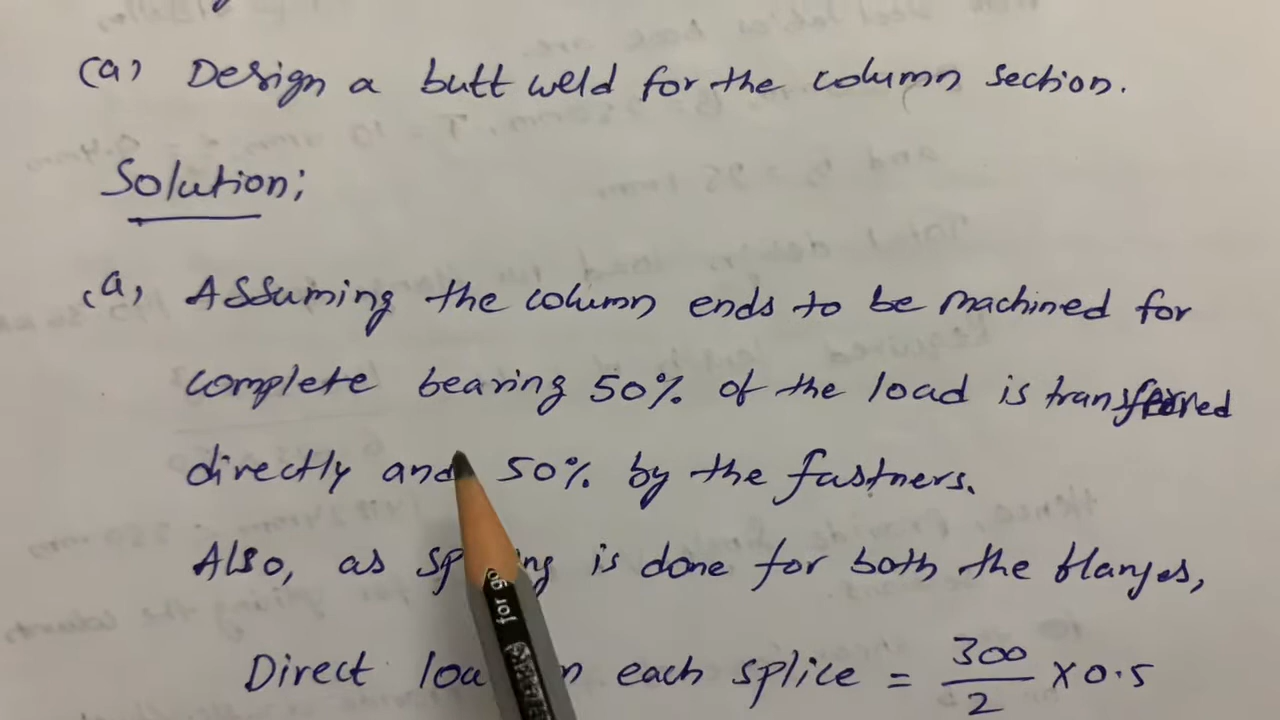 (a) Design a butt weld for the column section.
Solution;
(a) Assuming the column ends to be machined for
complete bearing 50% of the load is transferred
directly and 50% by the fastners.
Also, as is done for both the flanges,
Direct each splice = 300/2 × 0.5
for 90